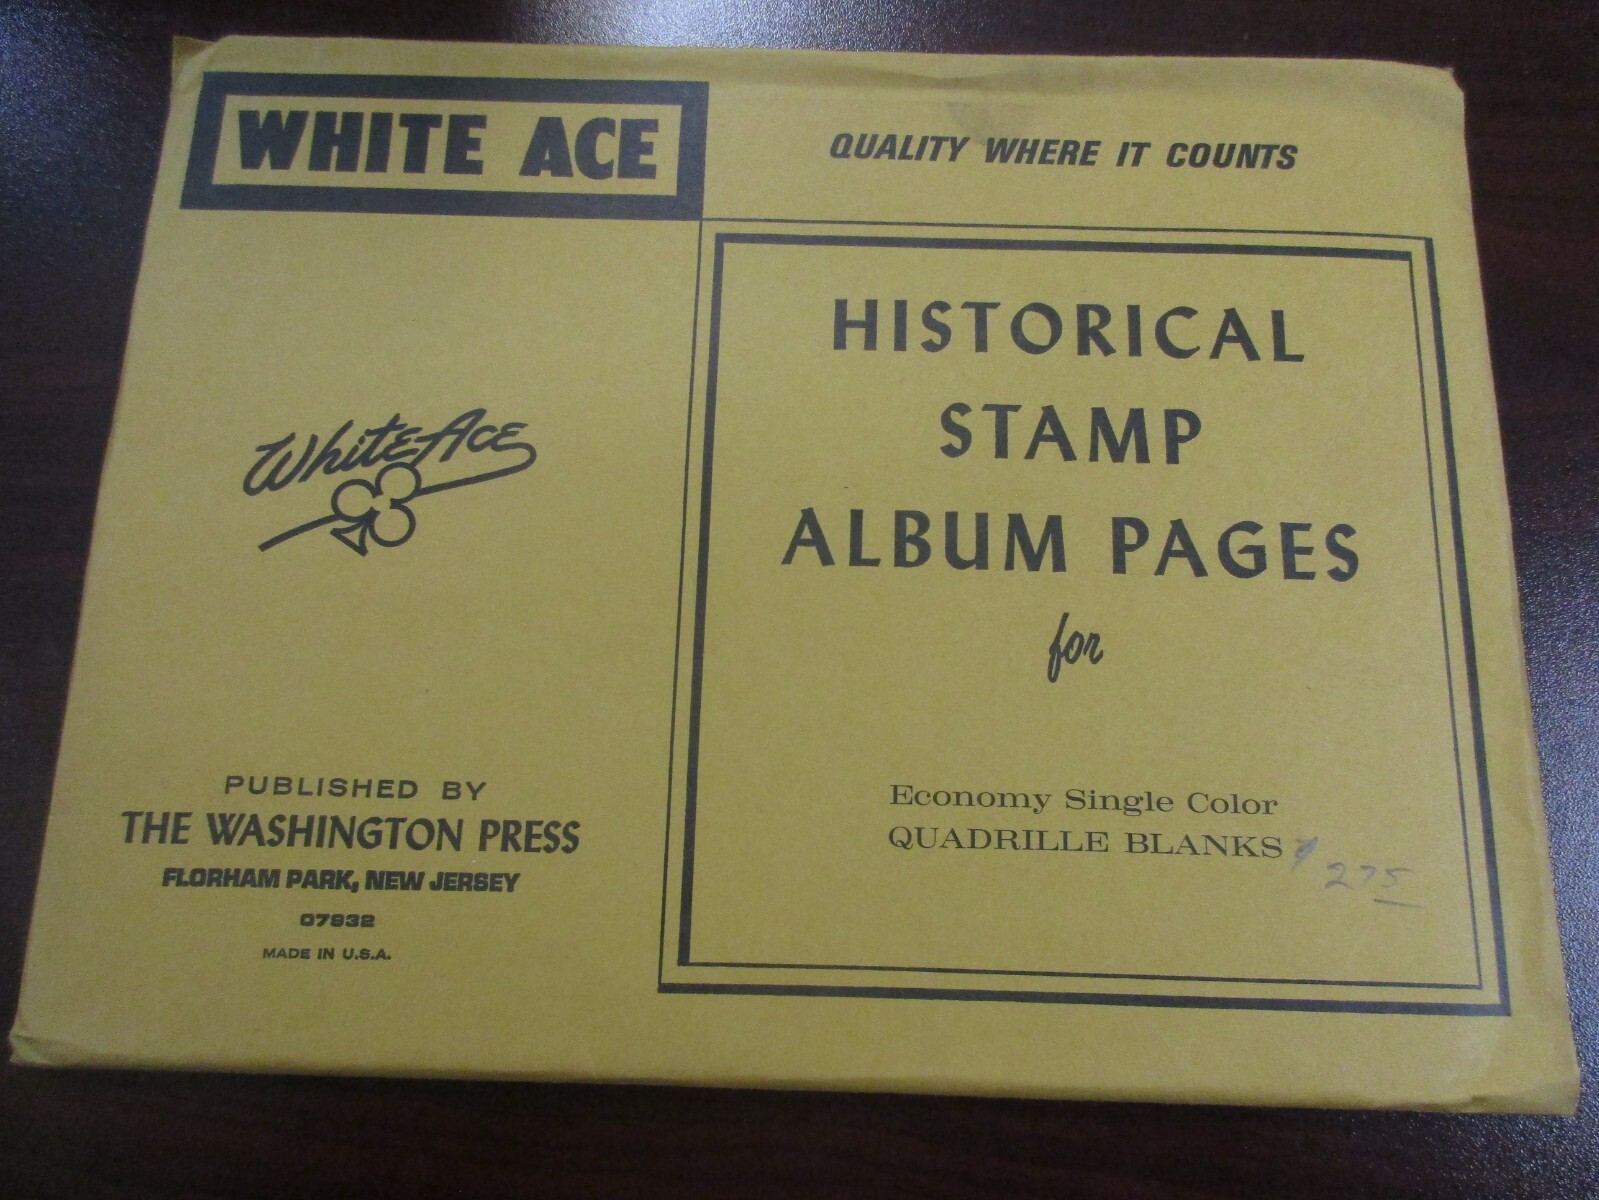 WHITE ACE
QUALITY WHERE IT COUNTS
HISTORICAL
STAMP
ALBUM PAGES
for
Economy Single Color
QUADRILLE BLANKS
275
White Ace
PUBLISHED BY
THE WASHINGTON PRESS
FLORHAM PARK, NEW JERSEY
07932
MADE IN U.S.A.